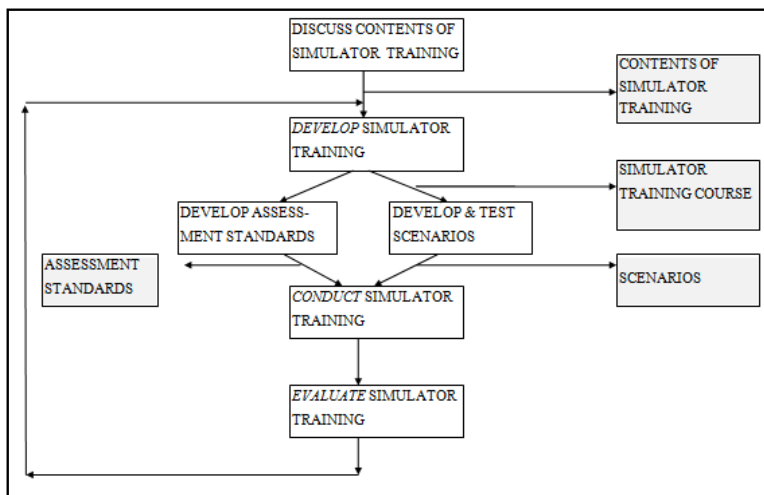 DISCUSS CONTENTS OF
SIMULATOR TRAINING
CONTENTS OF
SIMULATOR
TRAINING
DEVELOP SIMULATOR
TRAINING
SIMULATOR
TRAINING COURSE
DEVELOP ASSESS-
MENT STANDARDS
DEVELOP & TEST
SCENARIOS
ASSESSMENT
STANDARDS
SCENARIOS
CONDUCT SIMULATOR
TRAINING
EVALUATE SIMULATOR
TRAINING